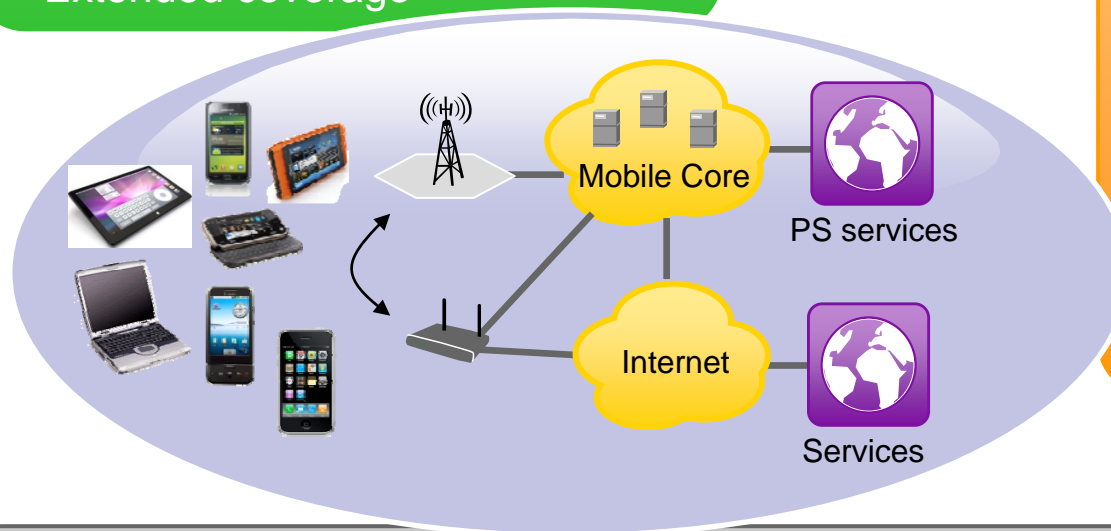 Extended coverage
Mobile Core
PS services
Internet
Services